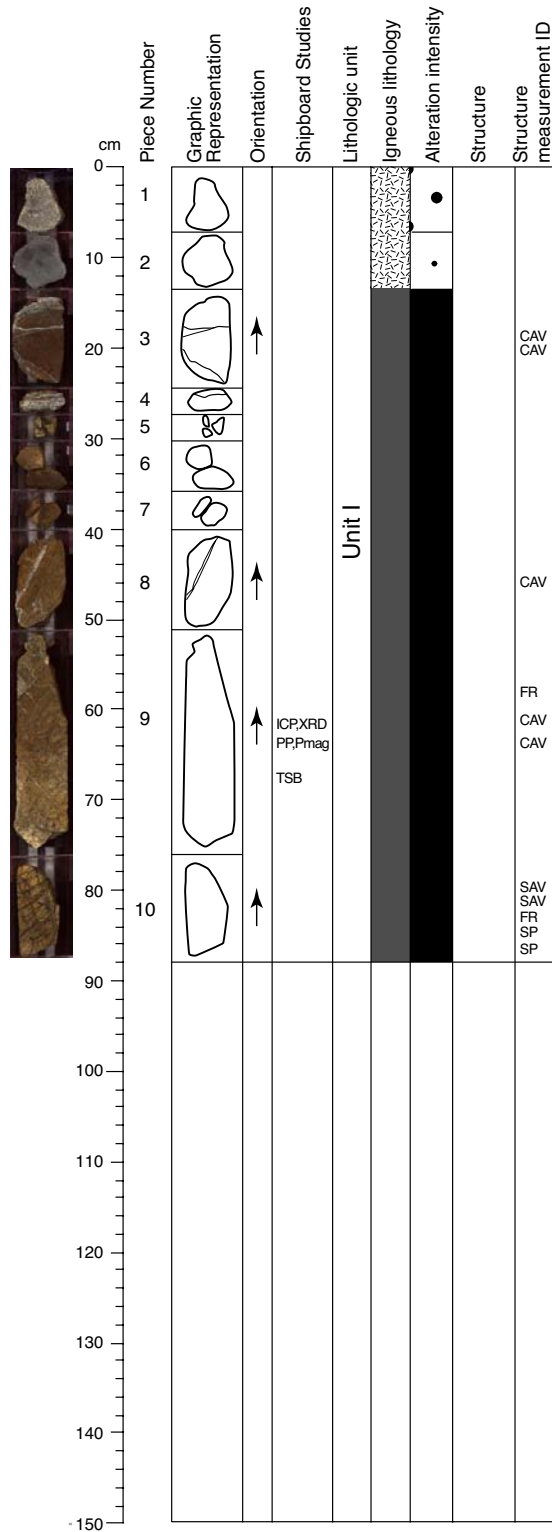 cm
Piece Number
Graphic
Representation
Orientation
Shipboard Studies
Lithologic unit
Igneous lithology
Alteration intensity
Structure
Structure
measurement ID
0
1
10
2
3
CAV
20
CAV
4
5
30
6
7
40
Unit I
8
CAV
50
FR
60
9
ICP,XRD
CAV
PP,Pmag
CAV
70
TSB
80
SAV
10
SAV
FR
SP
SP
90
100
110
120
130
140
150